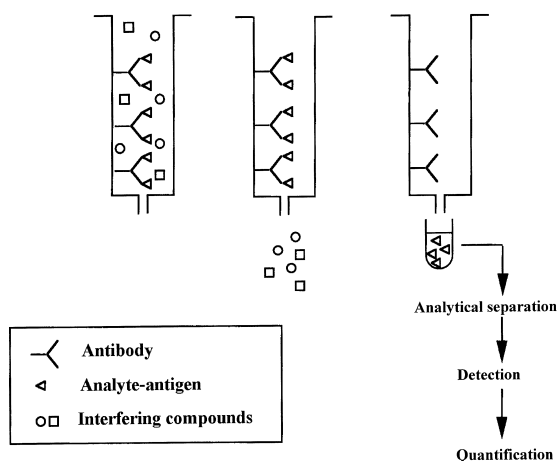 Analytical separation
Detection
Quantification
Antibody
Analyte-antigen
Interfering compounds